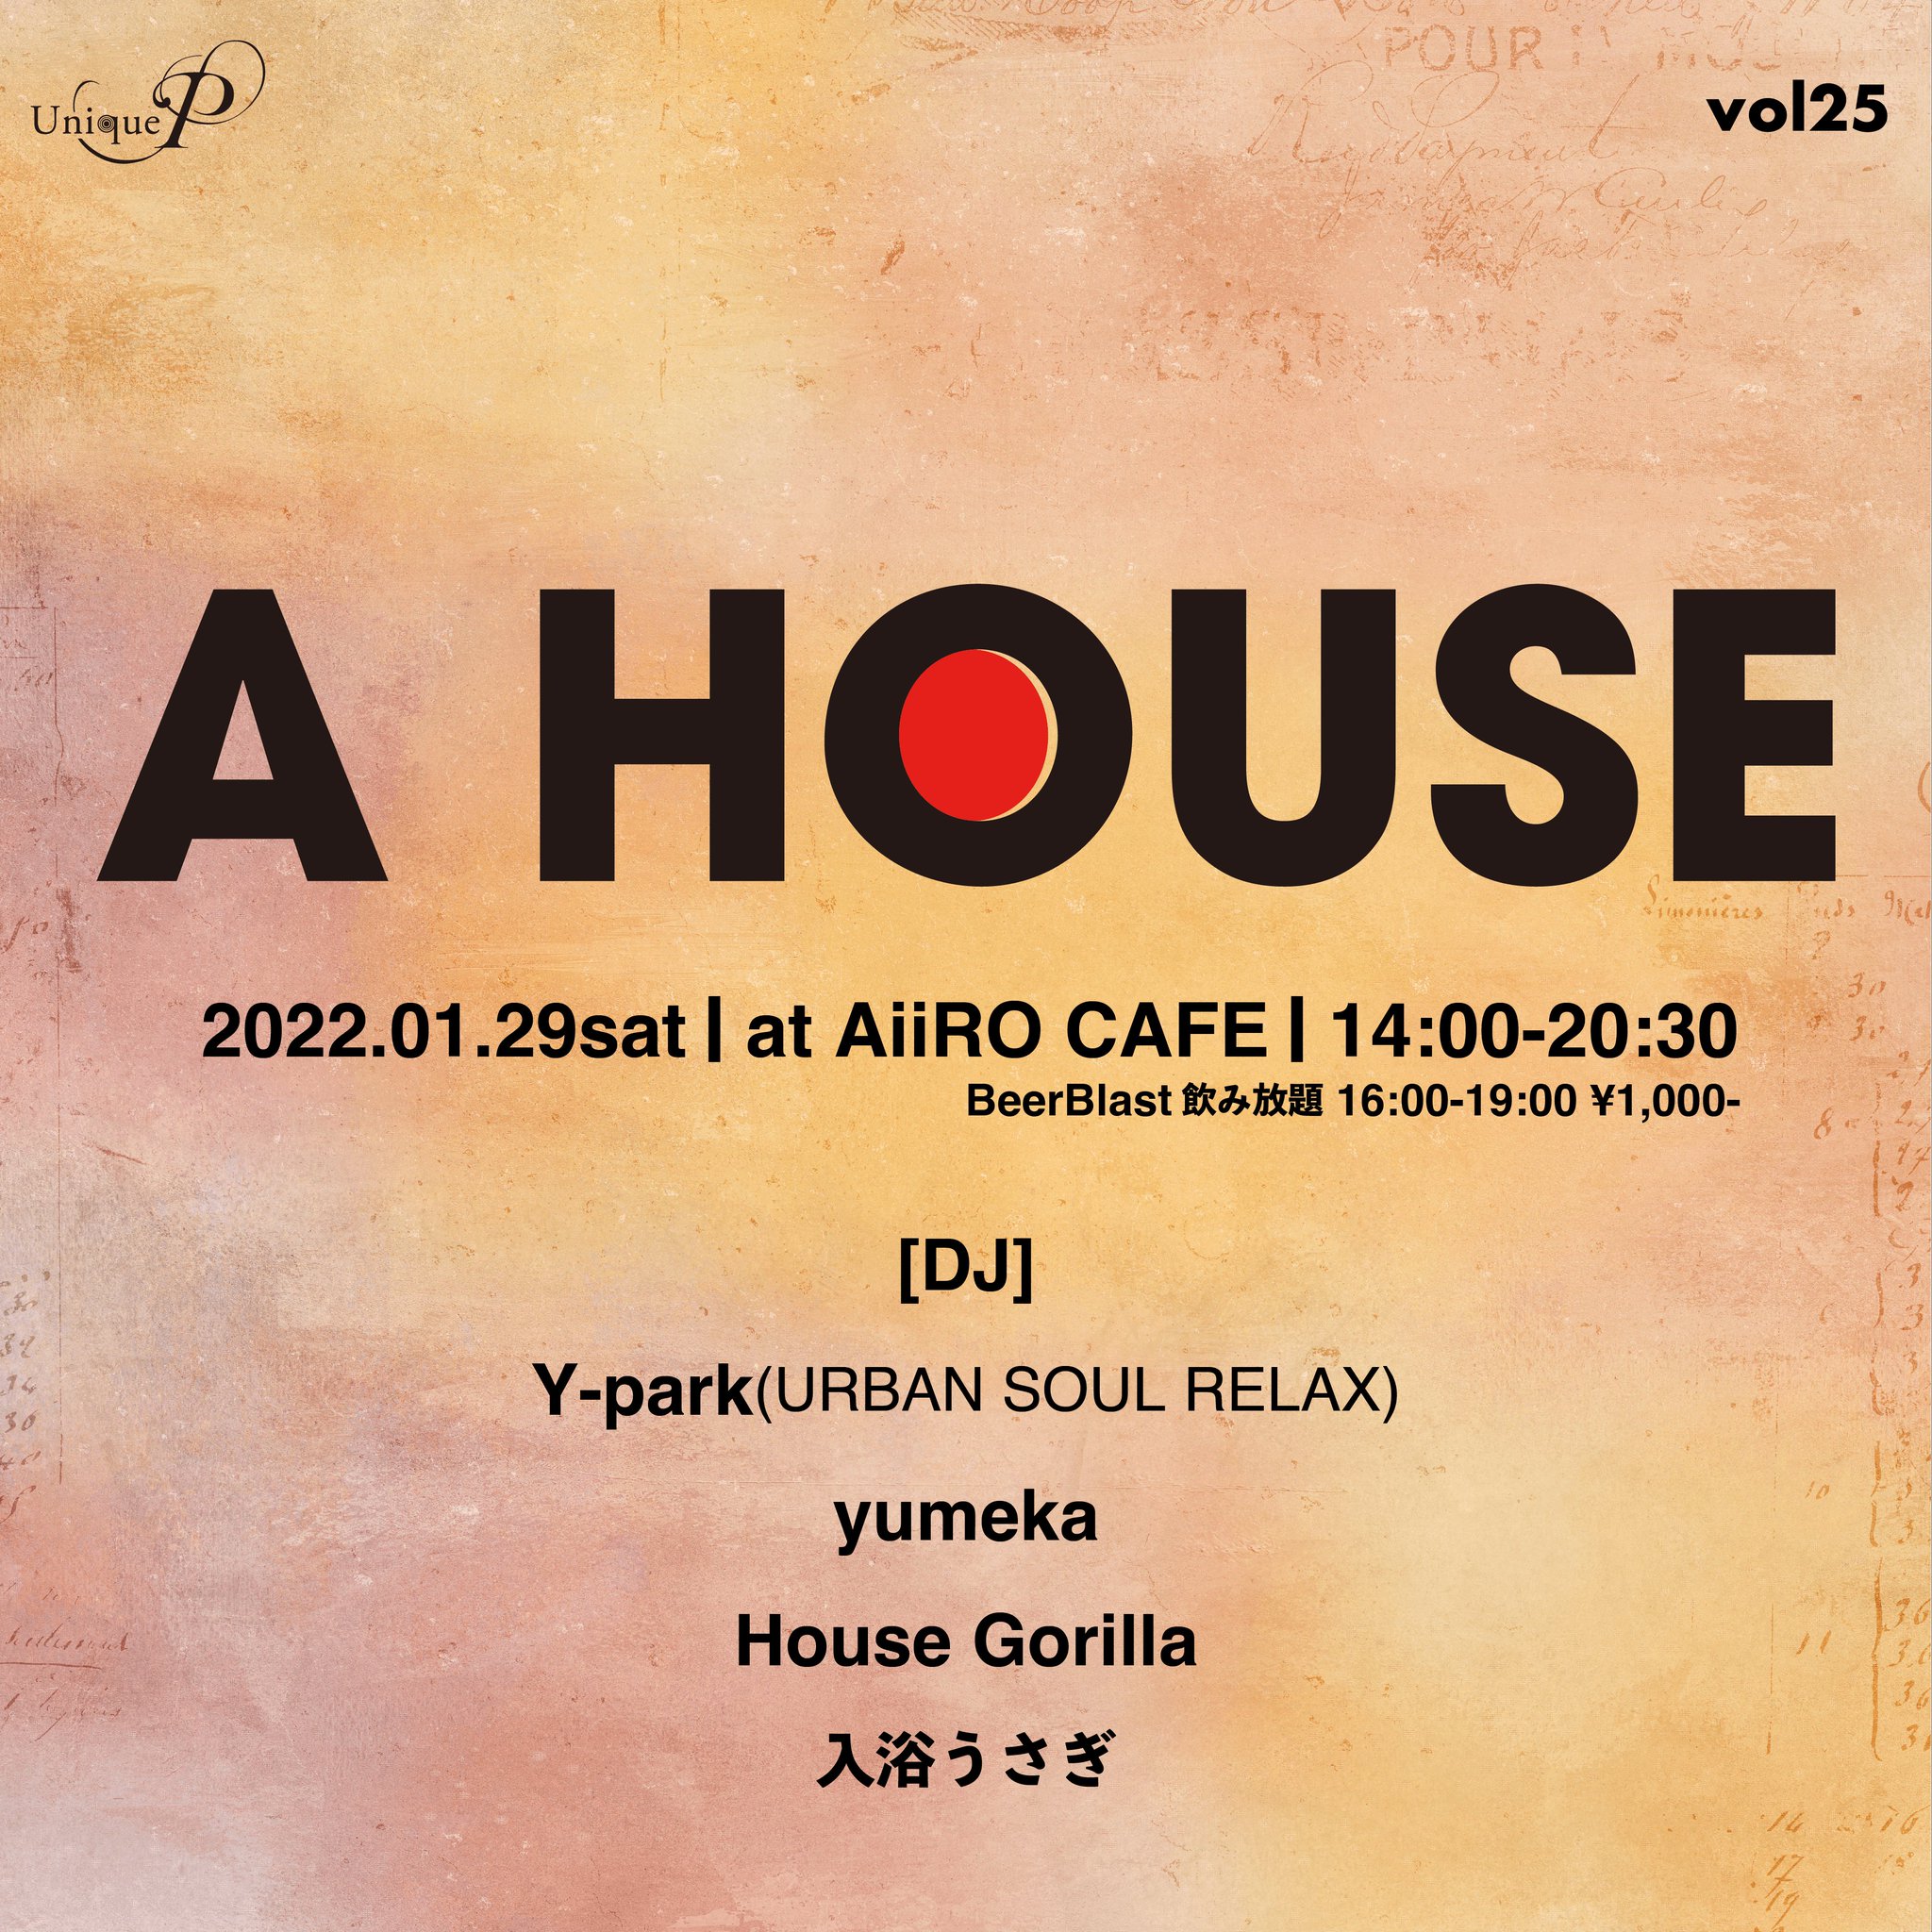 UniqueP
vol25
A HOUSE
2022.01.29sat | at AiiRO CAFE | 14:00-20:30
BeerBlast 飲み放題 16:00-19:00 ¥1,000-
[DJ]
Y-park(URBAN SOUL RELAX)
yumeka
House Gorilla
入浴うさぎ